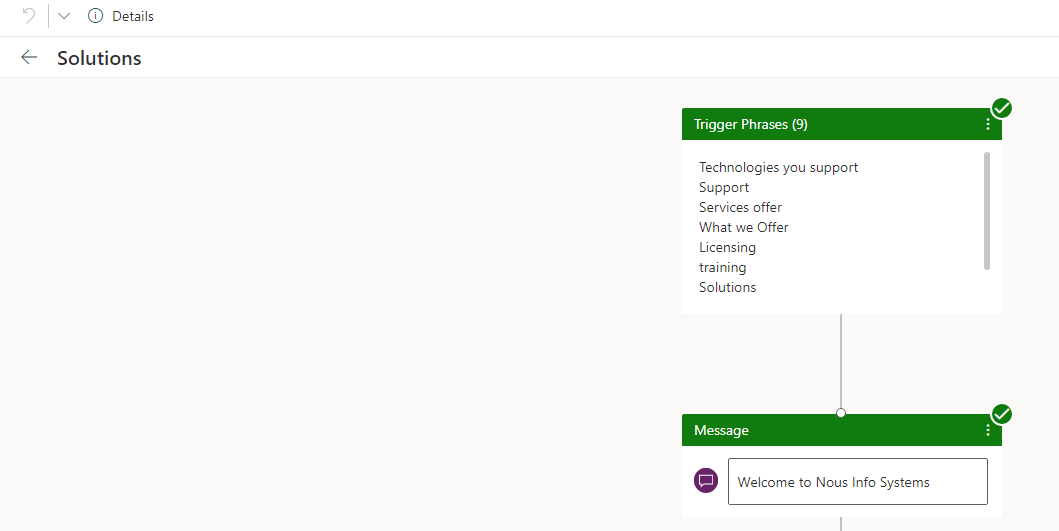 Details
Solutions
Trigger Phrases (9)
Technologies you support
Support
Services offer
What we Offer
Licensing
training
Solutions
Message
Welcome to Nous Info Systems